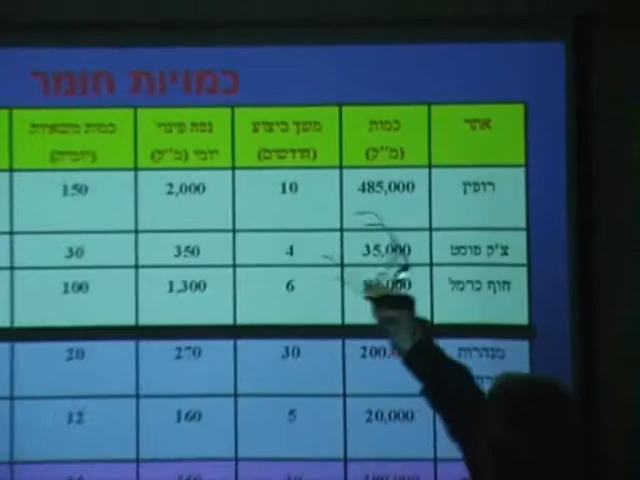 כמויות חומר
אתר כמות (מ"ק) משך ביצוע (חודשים) נפח פינוי יומי (מ"ק) כמות משאיות (יומית)
רופין 485,000 10 2,000 150
צ'ק פוסט 35,000 4 350 30
חוף כרמל 6 1,300 100
מנהרות 30 270 20
20,000 5 160 12